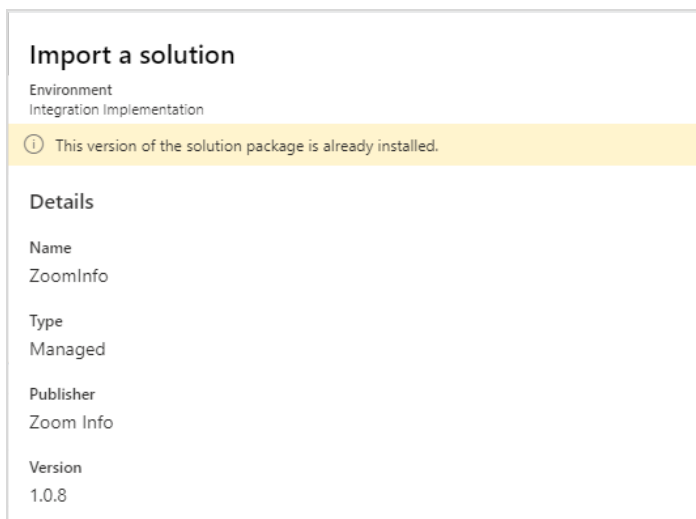 Import a solution
Environment
Integration Implementation
This version of the solution package is already installed.
Details
Name
ZoomInfo
Type
Managed
Publisher
Zoom Info
Version
1.0.8